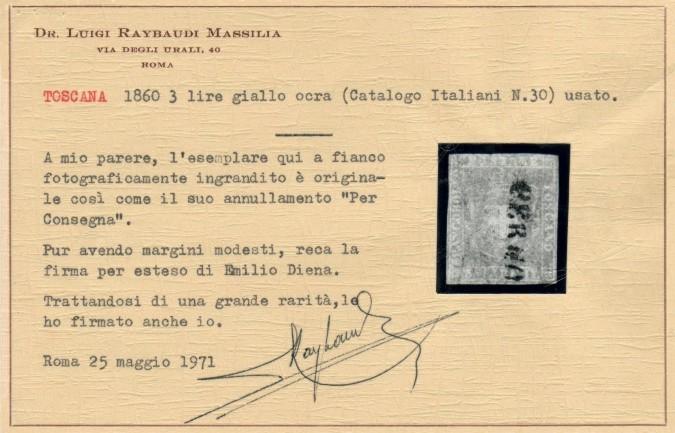 DR. LUIGI RAYBAUDI MASSILIA
VIA DEGLI URALI, 40
ROMA
TOSCANA 1860 3 lire giallo ocra (Catalogo Italiani N.30) usato.
A mio parere, l'esemplare qui a fianco
fotograficamente ingrandito è origina-
le così come il suo annullamento "Per
Consegna".
Pur avendo margini modesti, reca la
firma per esteso di Emilio Diena.
Trattandosi di una grande rarità, le
ho firmato anche io.
Raybaudi
Roma 25 maggio 1971